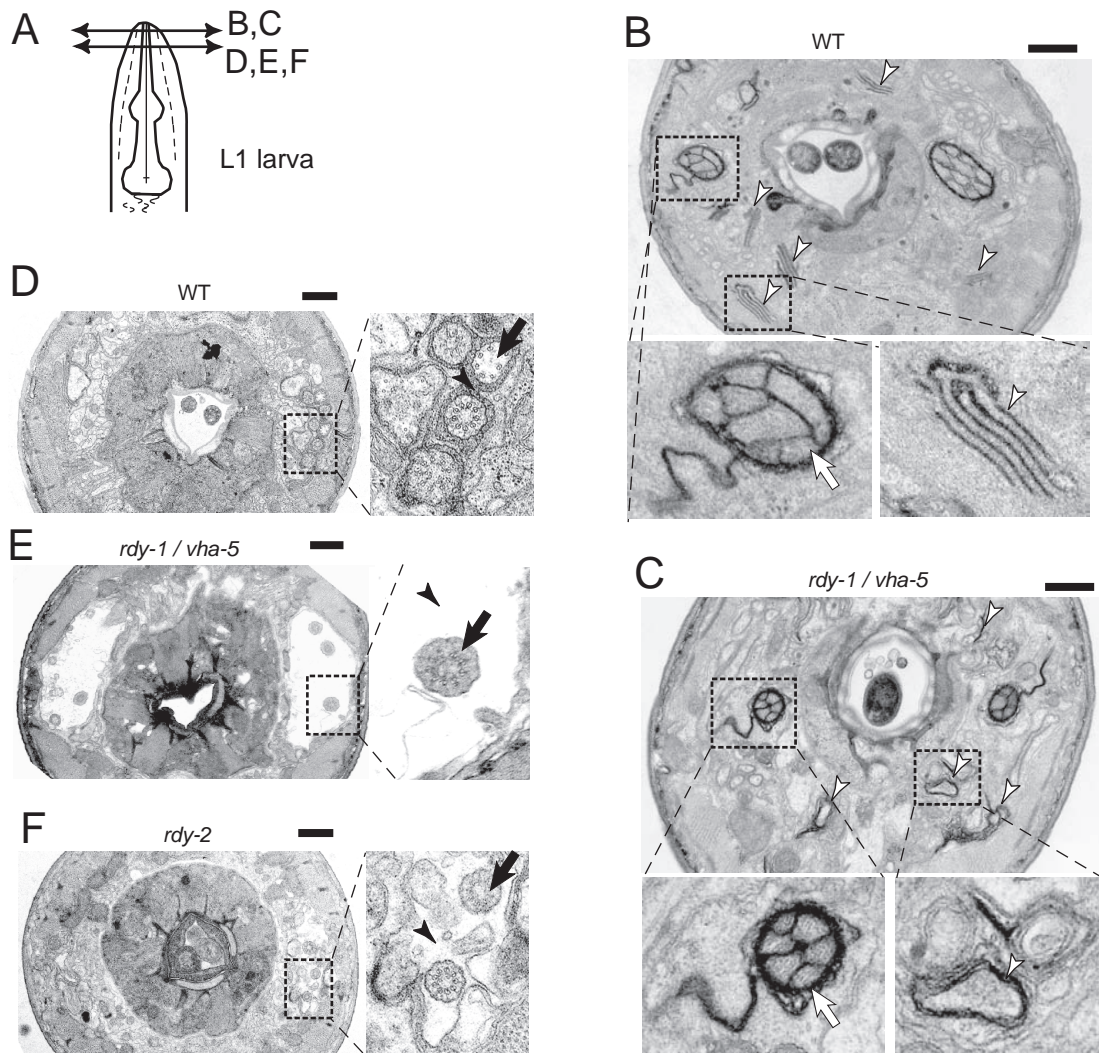 A
B,C
D,E,F
L1 larva
B
WT
D
WT
E
rdy-1 / vha-5
C
rdy-1 / vha-5
F
rdy-2